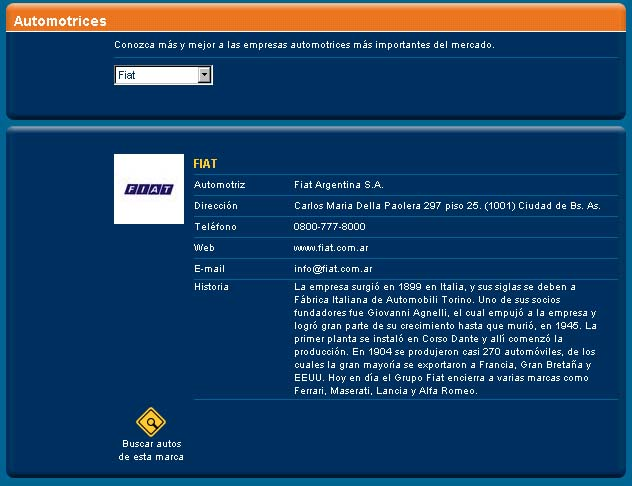 Automotrices
Conozca más y mejor a las empresas automotrices más importantes del mercado.
Fiat
FIAT
FIAT
Automotriz Fiat Argentina S.A.
Dirección Carlos Maria Della Paolera 297 piso 25. (1001) Ciudad de Bs. As.
Teléfono 0800-777-8000
Web www.fiat.com.ar
E-mail info@fiat.com.ar
Historia La empresa surgió en 1899 en Italia, y sus siglas se deben a
Fábrica Italiana de Automobili Torino. Uno de sus socios
fundadores fue Giovanni Agnelli, el cual empujó a la empresa y
logró gran parte de su crecimiento hasta que murió, en 1945. La
primer planta se instaló en Corso Dante y allí comenzó la
producción. En 1904 se produjeron casi 270 automóviles, de los
cuales la gran mayoría se exportaron a Francia, Gran Bretaña y
EEUU. Hoy en día el Grupo Fiat encierra a varias marcas como
Ferrari, Maserati, Lancia y Alfa Romeo.
Buscar autos
de esta marca